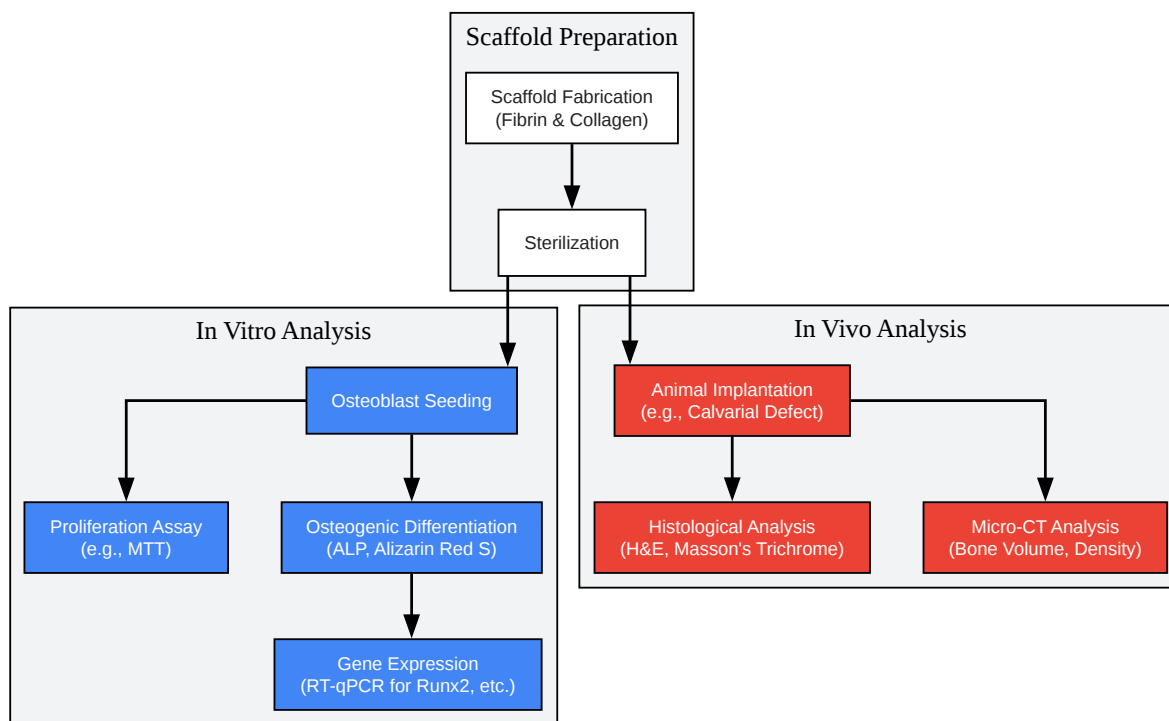 Scaffold Preparation
Scaffold Fabrication
(Fibrin & Collagen)
Sterilization
In Vitro Analysis
Osteoblast Seeding
Proliferation Assay
(e.g., MTT)
Osteogenic Differentiation
(ALP, Alizarin Red S)
Gene Expression
(RT-qPCR for Runx2, etc.)
In Vivo Analysis
Animal Implantation
(e.g., Calvarial Defect)
Histological Analysis
(H&E, Masson's Trichrome)
Micro-CT Analysis
(Bone Volume, Density)